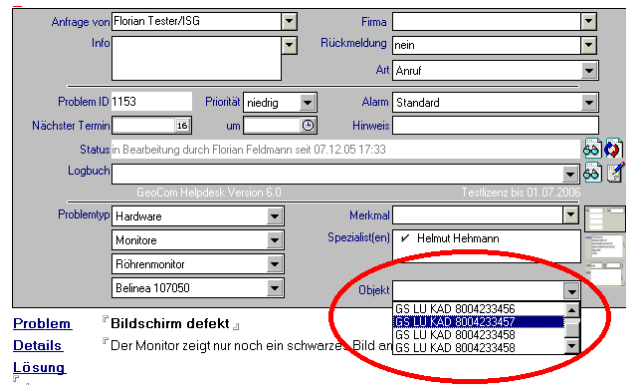 Anfrage von Florian Tester/ISG Firma
Info Rückmeldung nein
Art Anruf
Problem ID 1153 Priorität niedrig Alarm Standard
Nächster Termin 16 um Hinweis
Status in Bearbeitung durch Florian Feldmann seit 07.12.05 17:33
Logbuch
GeoCom Helpdesk Version 6.0 Testlizenz bis 01.07.2006
Problemtyp Hardware Merkmal
Monitore Spezialist(en) ✓ Helmut Hehmann
Röhrenmonitor
Belinea 107050 Objekt
GS LU KAD 8004233456
Problem Bildschirm defekt GS LU KAD 8004233457
GS LU KAD 8004233458
Details Der Monitor zeigt nur noch ein schwarzes Bild an GS LU KAD 8004233458
Lösung